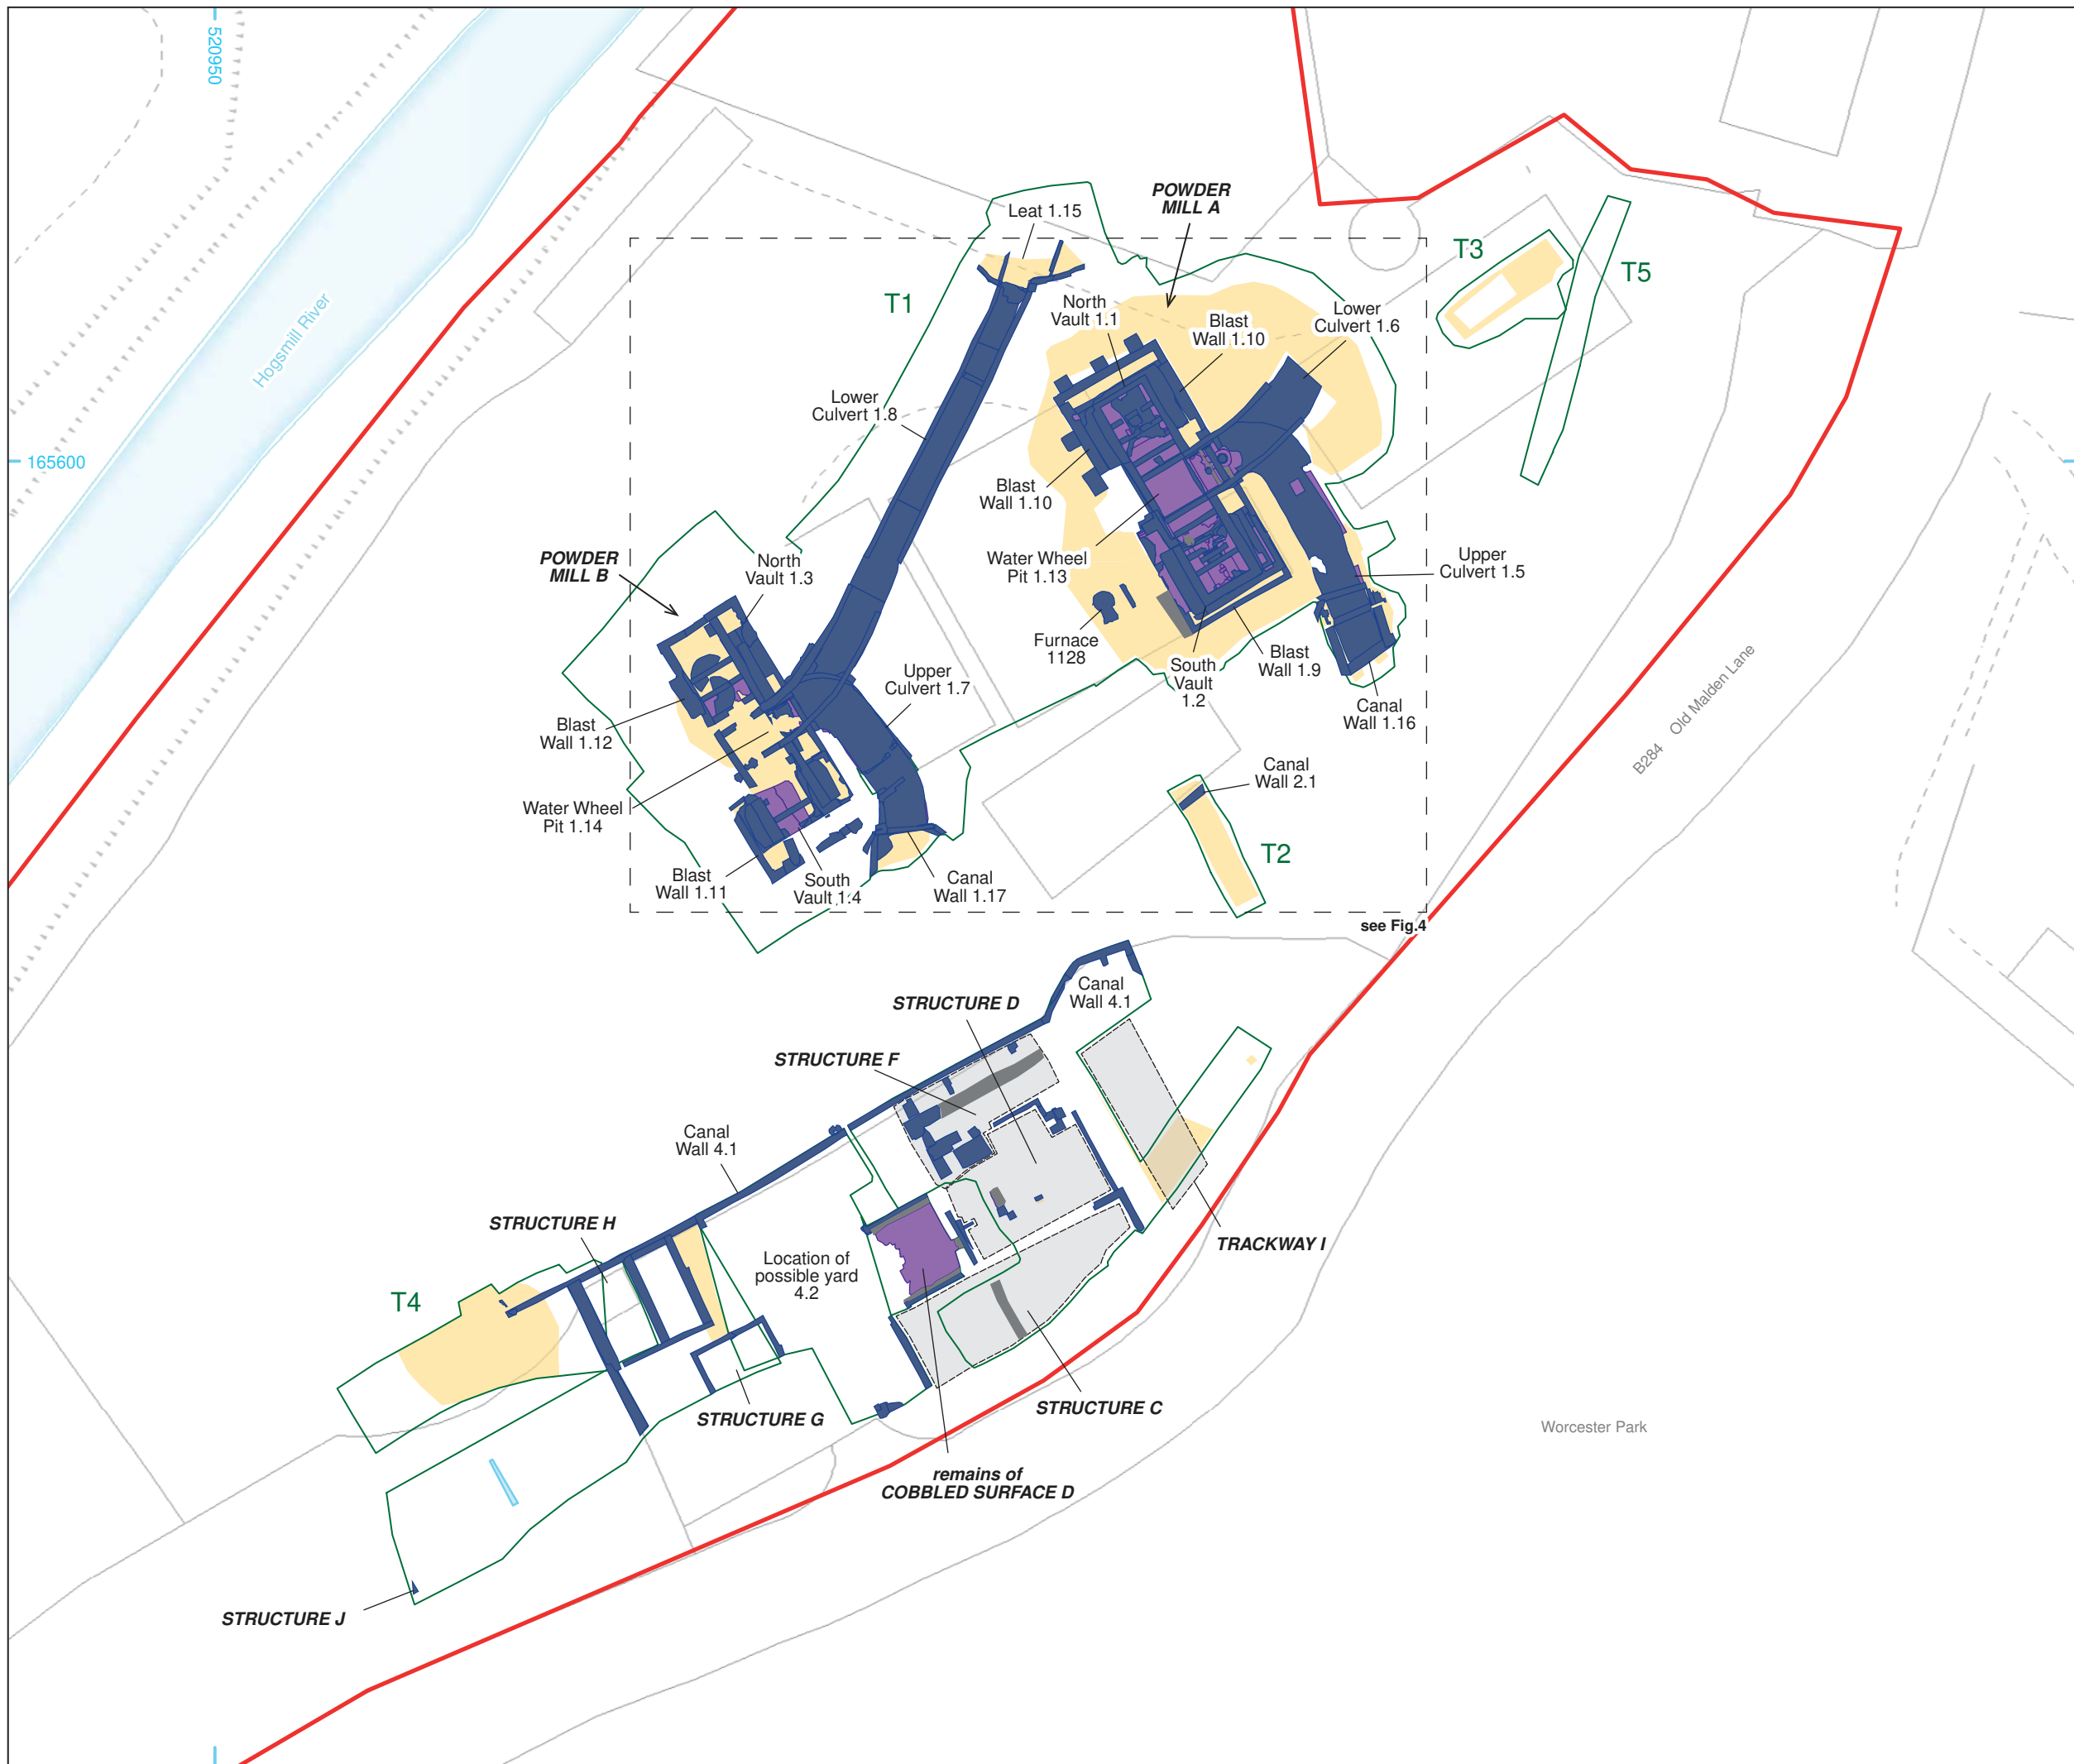 520950
Hogsmill River
165600
POWDER
MILL A
Leat 1.15
T1
T3
T5
North
Vault 1.1
Blast
Wall 1.10
Lower
Culvert 1.6
Lower
Culvert 1.8
Blast
Wall 1.10
Water Wheel
Pit 1.13
Upper
Culvert 1.5
POWDER
MILL B
North
Vault 1.3
Furnace
1128
South
Vault
1.2
Blast
Wall 1.9
Canal
Wall 1.16
Upper
Culvert 1.7
Blast
Wall 1.12
B284 Old Malden Lane
Canal
Wall 2.1
Water Wheel
Pit 1.14
T2
Blast
Wall 1.11
South
Vault 1.4
Canal
Wall 1.17
see Fig.4
Canal
Wall 4.1
STRUCTURE D
STRUCTURE F
Canal
Wall 4.1
STRUCTURE H
Location of
possible yard
4.2
TRACKWAY I
T4
STRUCTURE G
STRUCTURE C
Worcester Park
remains of
COBBLED SURFACE D
STRUCTURE J